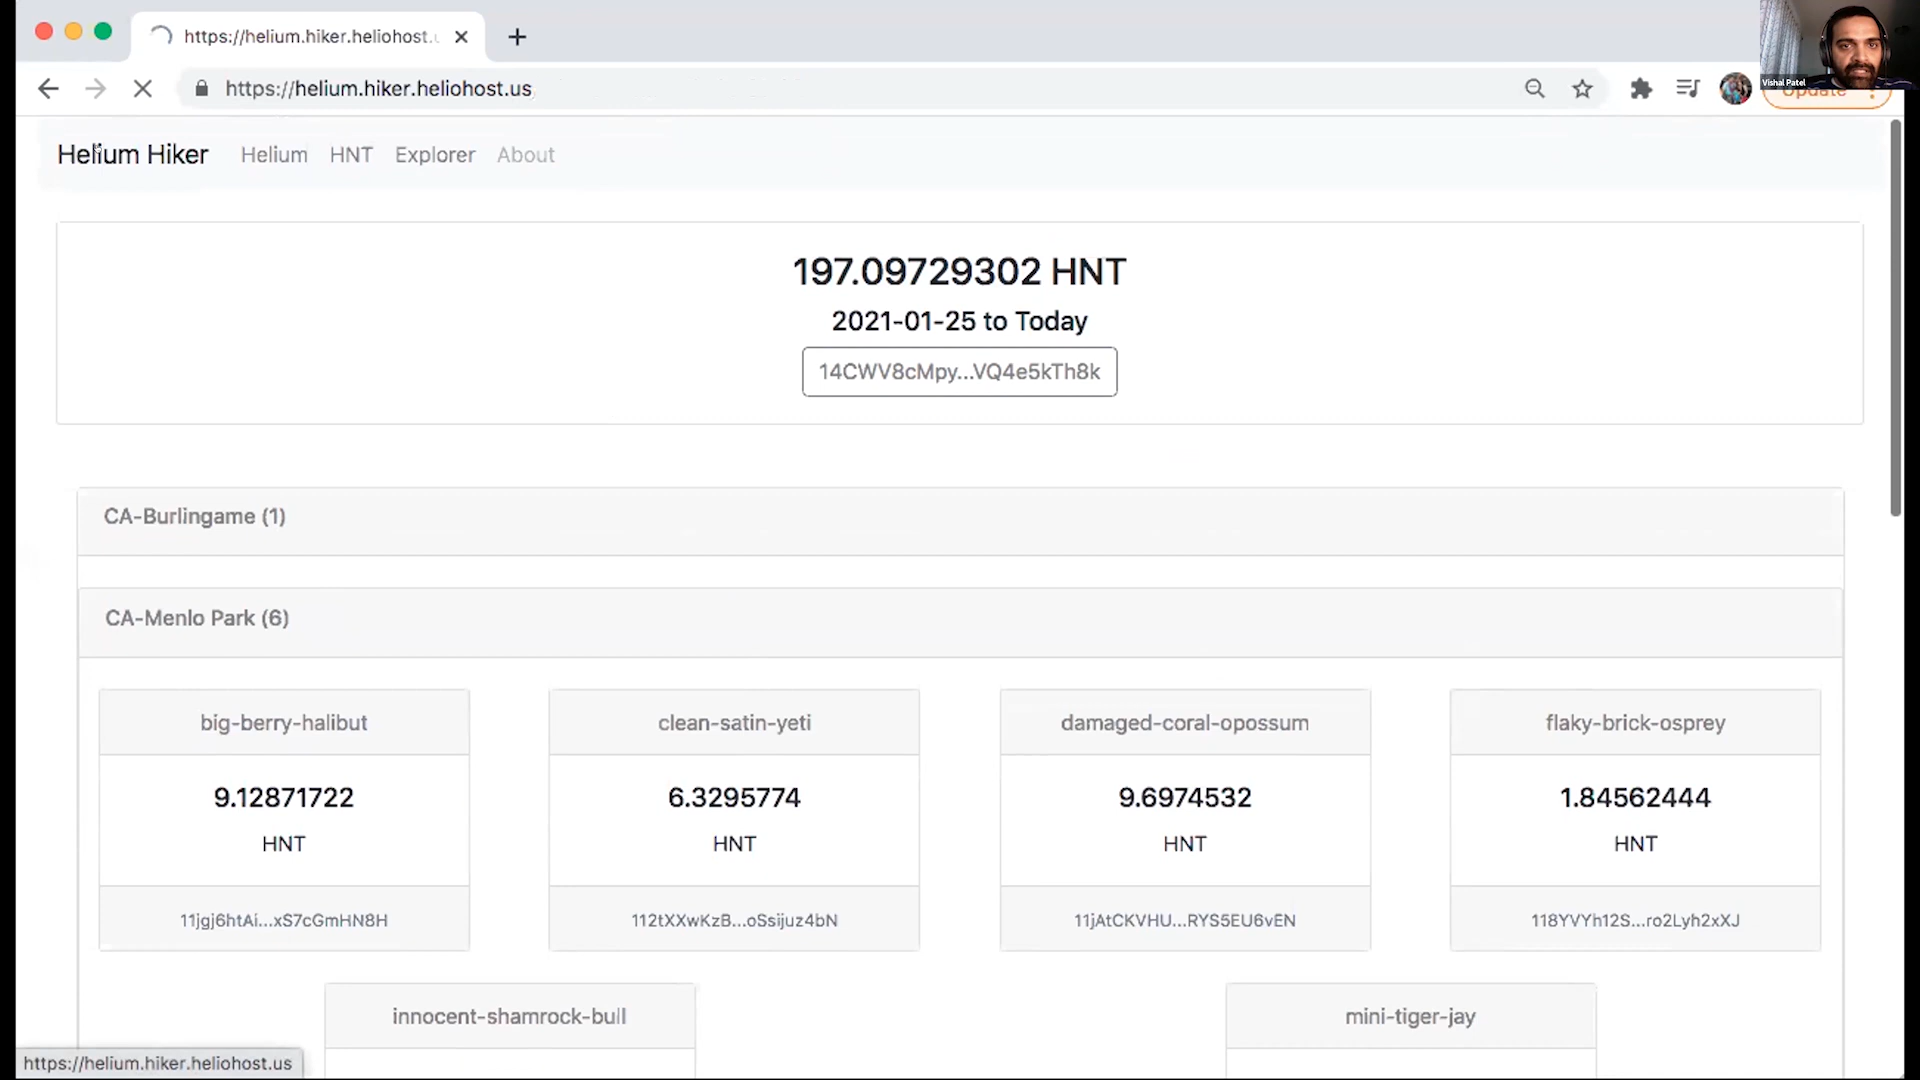 https://helium.hiker.heliohost.u
https://helium.hiker.heliohost.us
Vishal Patel
Update
Helium Hiker Helium HNT Explorer About
197.09729302 HNT
2021-01-25 to Today
14CWV8cMpy...VQ4e5kTh8k
CA-Burlingame (1)
CA-Menlo Park (6)
big-berry-halibut clean-satin-yeti damaged-coral-opossum flaky-brick-osprey
9.12871722 6.3295774 9.6974532 1.84562444
HNT HNT HNT HNT
11jgj6htAi...xS7cGmHN8H 112tXXwKzB...oSsijuz4bN 11jAtCKVHU...RYS5EU6vEN 118YVYh12S...ro2Lyh2xXJ
innocent-shamrock-bull mini-tiger-jay
https://helium.hiker.heliohost.us